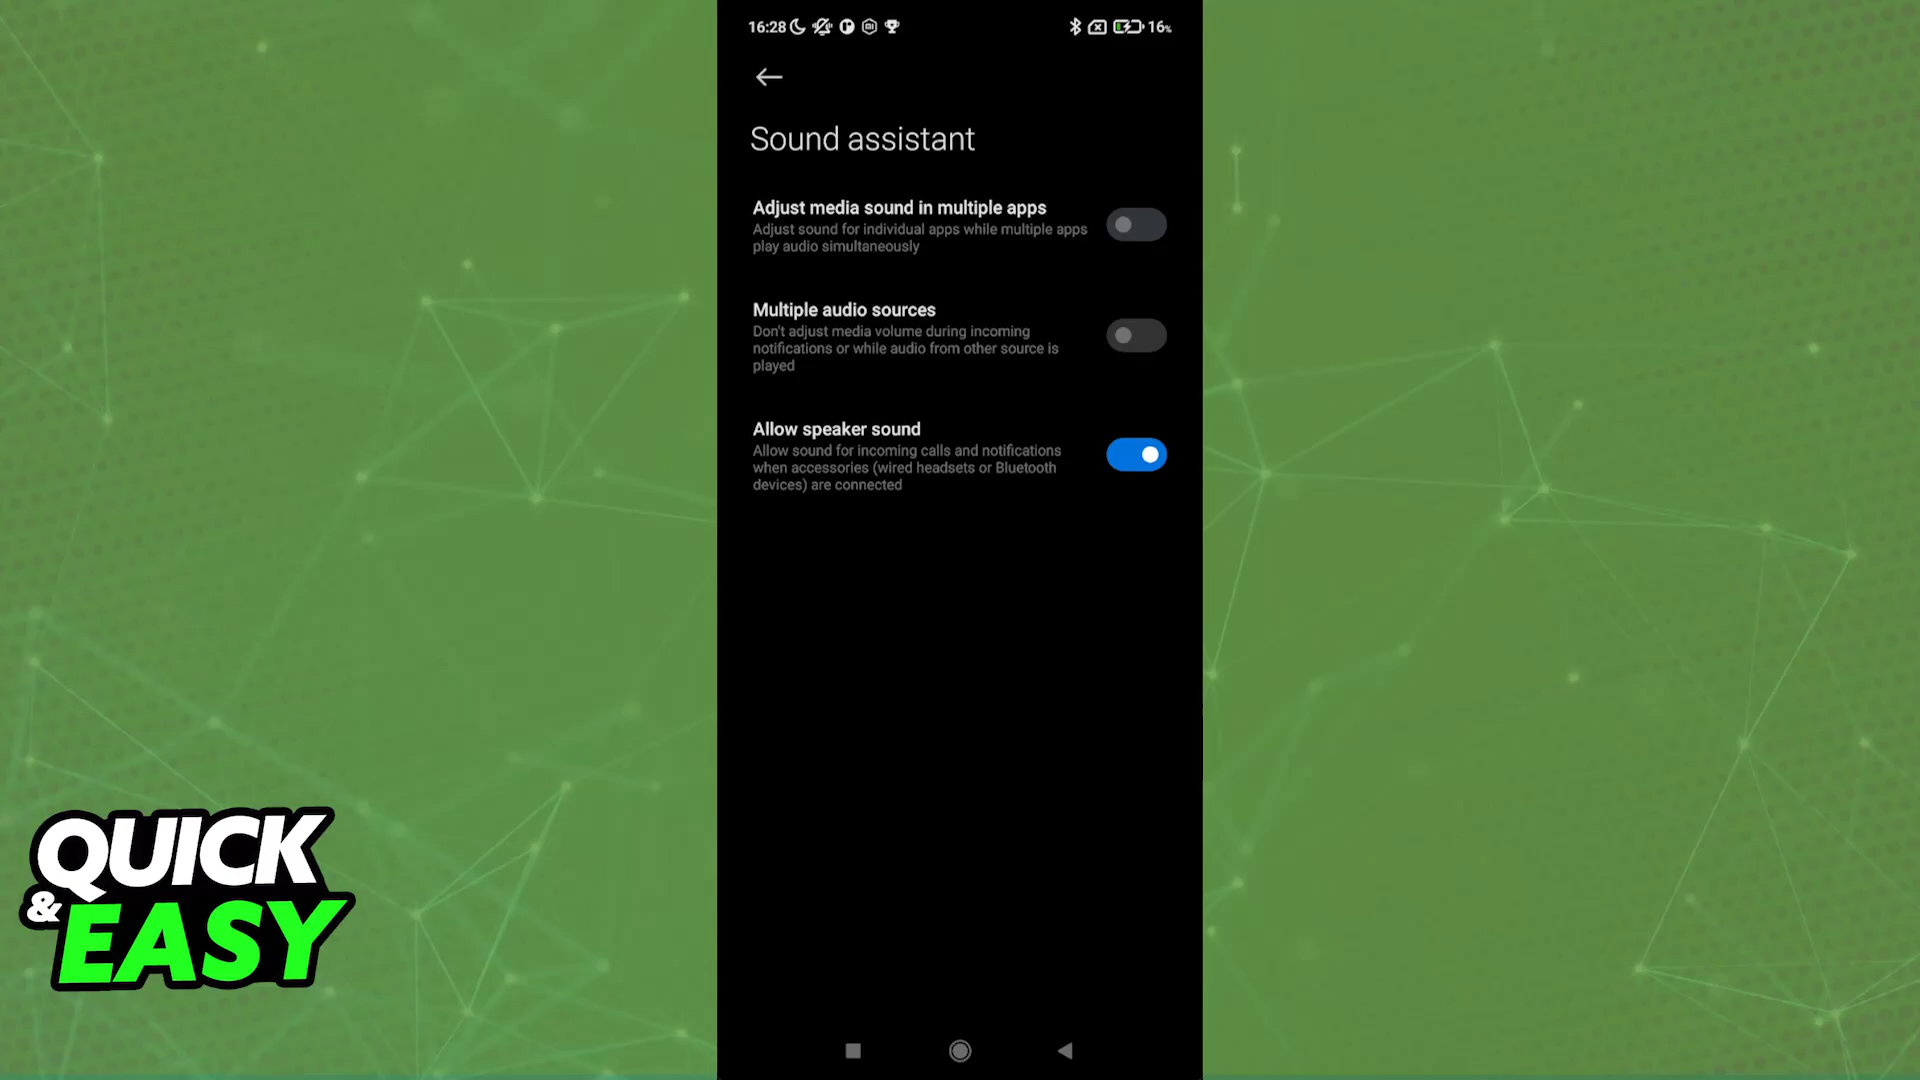 16:28
16%
Sound assistant
Adjust media sound in multiple apps
Adjust sound for individual apps while multiple apps
play audio simultaneously
Multiple audio sources
Don't adjust media volume during incoming
notifications or while audio from other source is
played
Allow speaker sound
Allow sound for incoming calls and notifications
when accessories (wired headsets or Bluetooth
devices) are connected
QUICK
& EASY